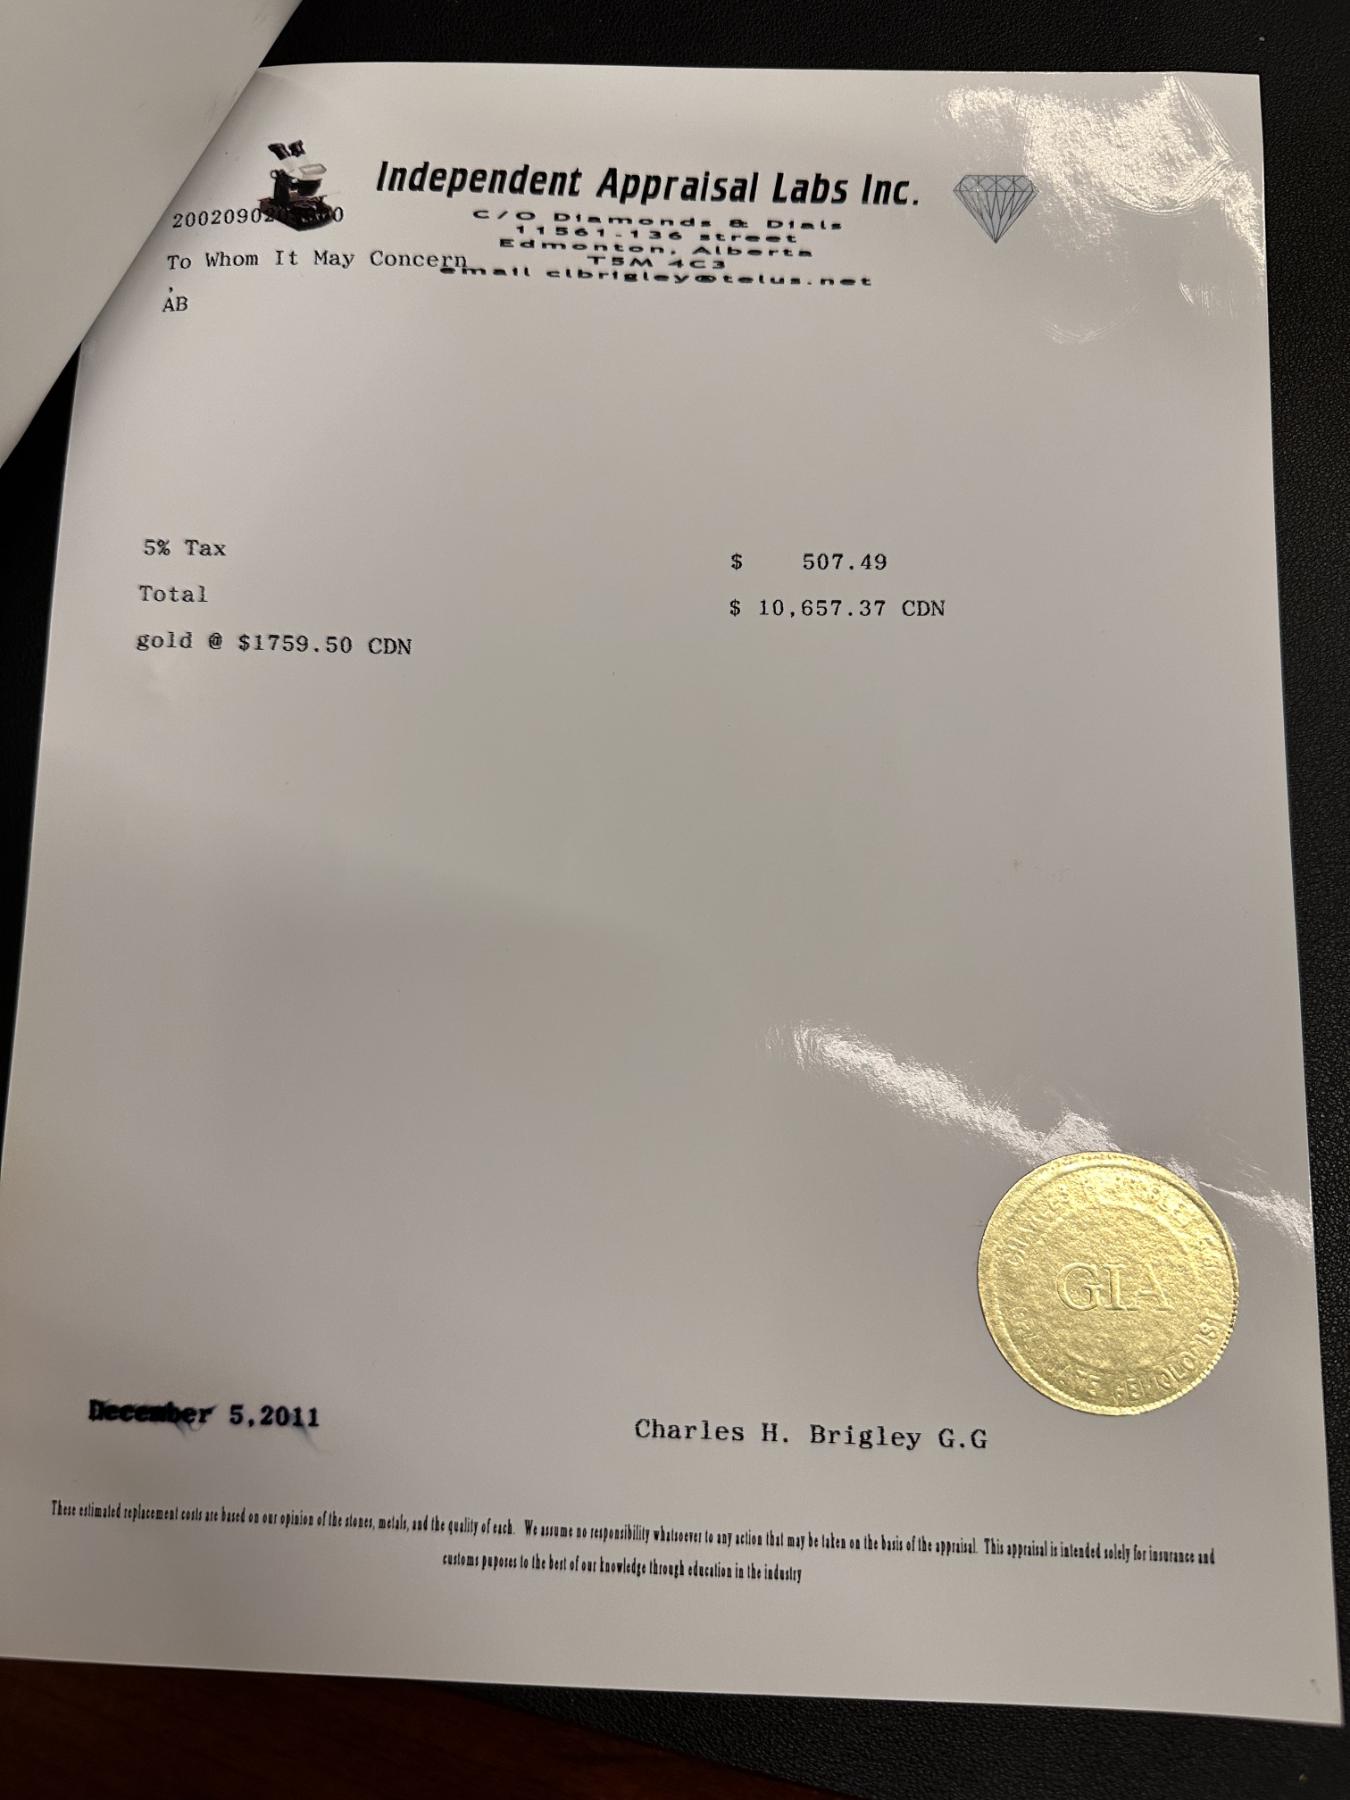 Independent Appraisal Labs Inc.
C/O Diamonds & Dials
11561-136 street
Edmonton, Alberta
T5M 4C3
email clbrigley@telus.net
To Whom It May Concern
,
AB
5% Tax $ 507.49
Total $ 10,657.37 CDN
gold @ $1759.50 CDN
GIA
GRADUATE GEMOLOGIST
December 5,2011
Charles H. Brigley G.G
These estimated replacement costs are based on our opinion of the stones, metals, and the quality of each. We assume no responsibility whatsoever to any action that may be taken on the basis of the appraisal. This appraisal is intended solely for insurance and
customs puposes to the best of our knowledge through education in the industry